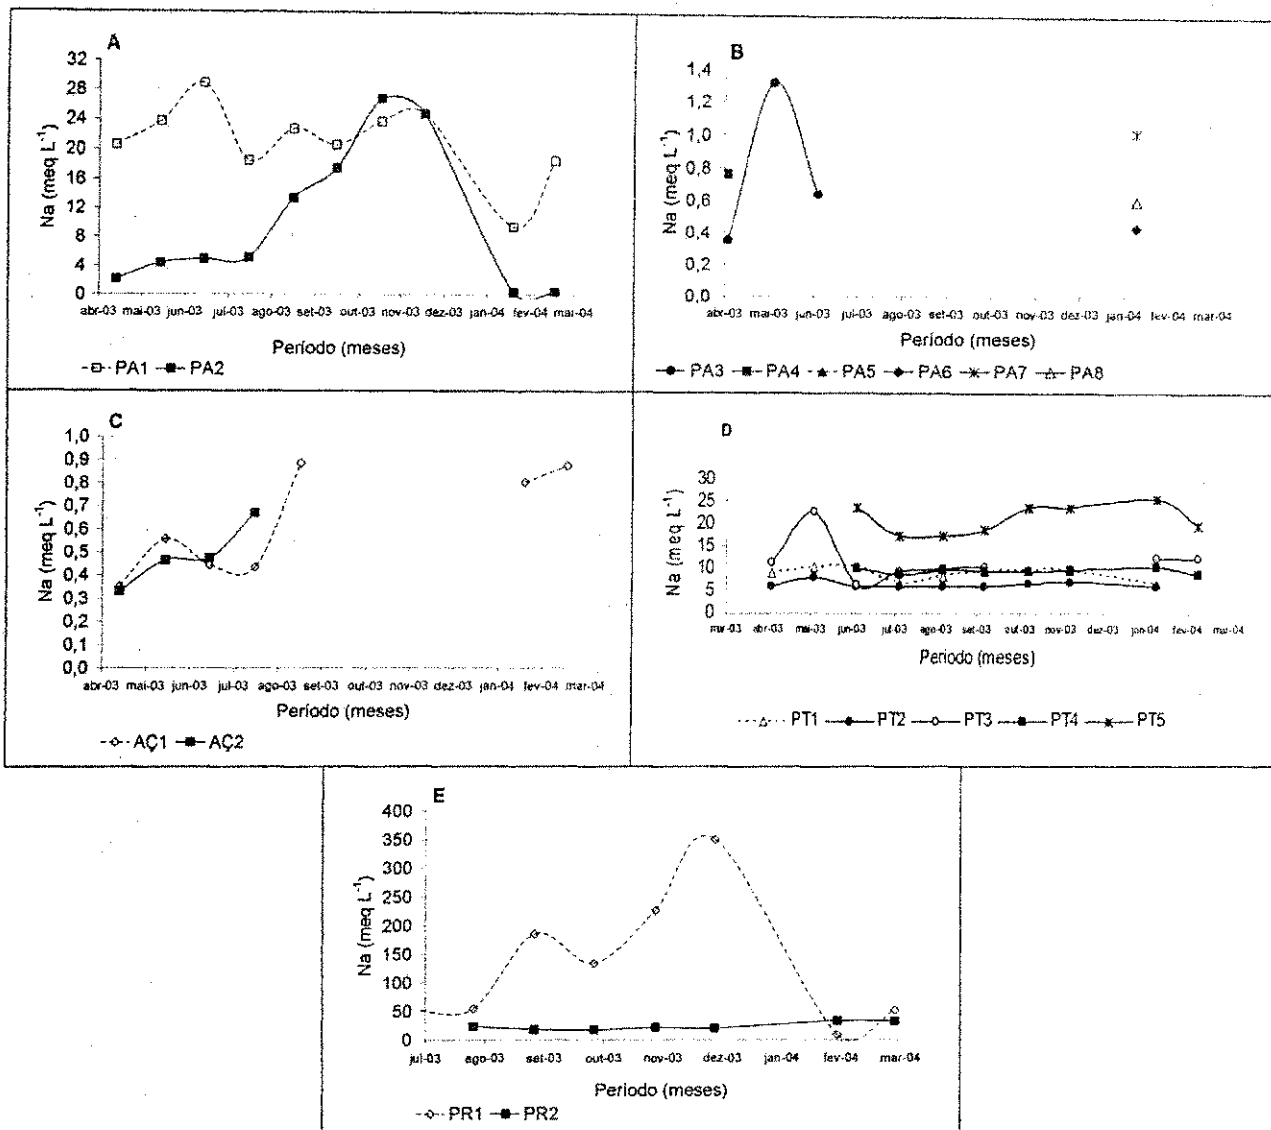 A
32
28
24
20
16
12
8
4
0
Na (meq L⁻¹)
abr-03 mai-03 jun-03 jul-03 ago-03 set-03 out-03 nov-03 dez-03 jan-04 fev-04 mar-04
Período (meses)
PA1 PA2
B
1,4
1,2
1,0
0,8
0,6
0,4
0,2
0,0
Na (meq L⁻¹)
abr-03 mai-03 jun-03 jul-03 ago-03 set-03 out-03 nov-03 dez-03 jan-04 fev-04 mar-04
Período (meses)
PA3 PA4 PA5 PA6 PA7 PA8
C
1,0
0,9
0,8
0,7
0,6
0,5
0,4
0,3
0,2
0,1
0,0
Na (meq L⁻¹)
abr-03 mai-03 jun-03 jul-03 ago-03 set-03 out-03 nov-03 dez-03 jan-04 fev-04 mar-04
Período (meses)
AÇ1 AÇ2
D
30
25
20
15
10
5
0
Na (meq L⁻¹)
mar-03 abr-03 mai-03 jun-03 jul-03 ago-03 set-03 out-03 nov-03 dez-03 jan-04 fev-04 mar-04
Período (meses)
PT1 PT2 PT3 PT4 PT5
E
400
350
300
250
200
150
100
50
0
Na (meq L⁻¹)
jul-03 ago-03 set-03 out-03 nov-03 dez-03 jan-04 fev-04 mar-04
Período (meses)
PR1 PR2